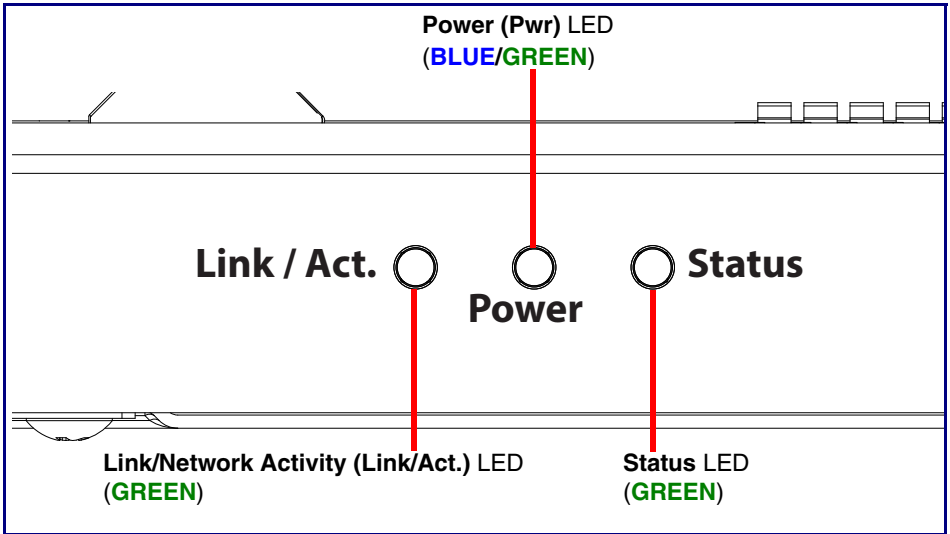 Power (Pwr) LED
(BLUE/GREEN)
Link / Act.
Status
Power
Link/Network Activity (Link/Act.) LED
(GREEN)
Status LED
(GREEN)